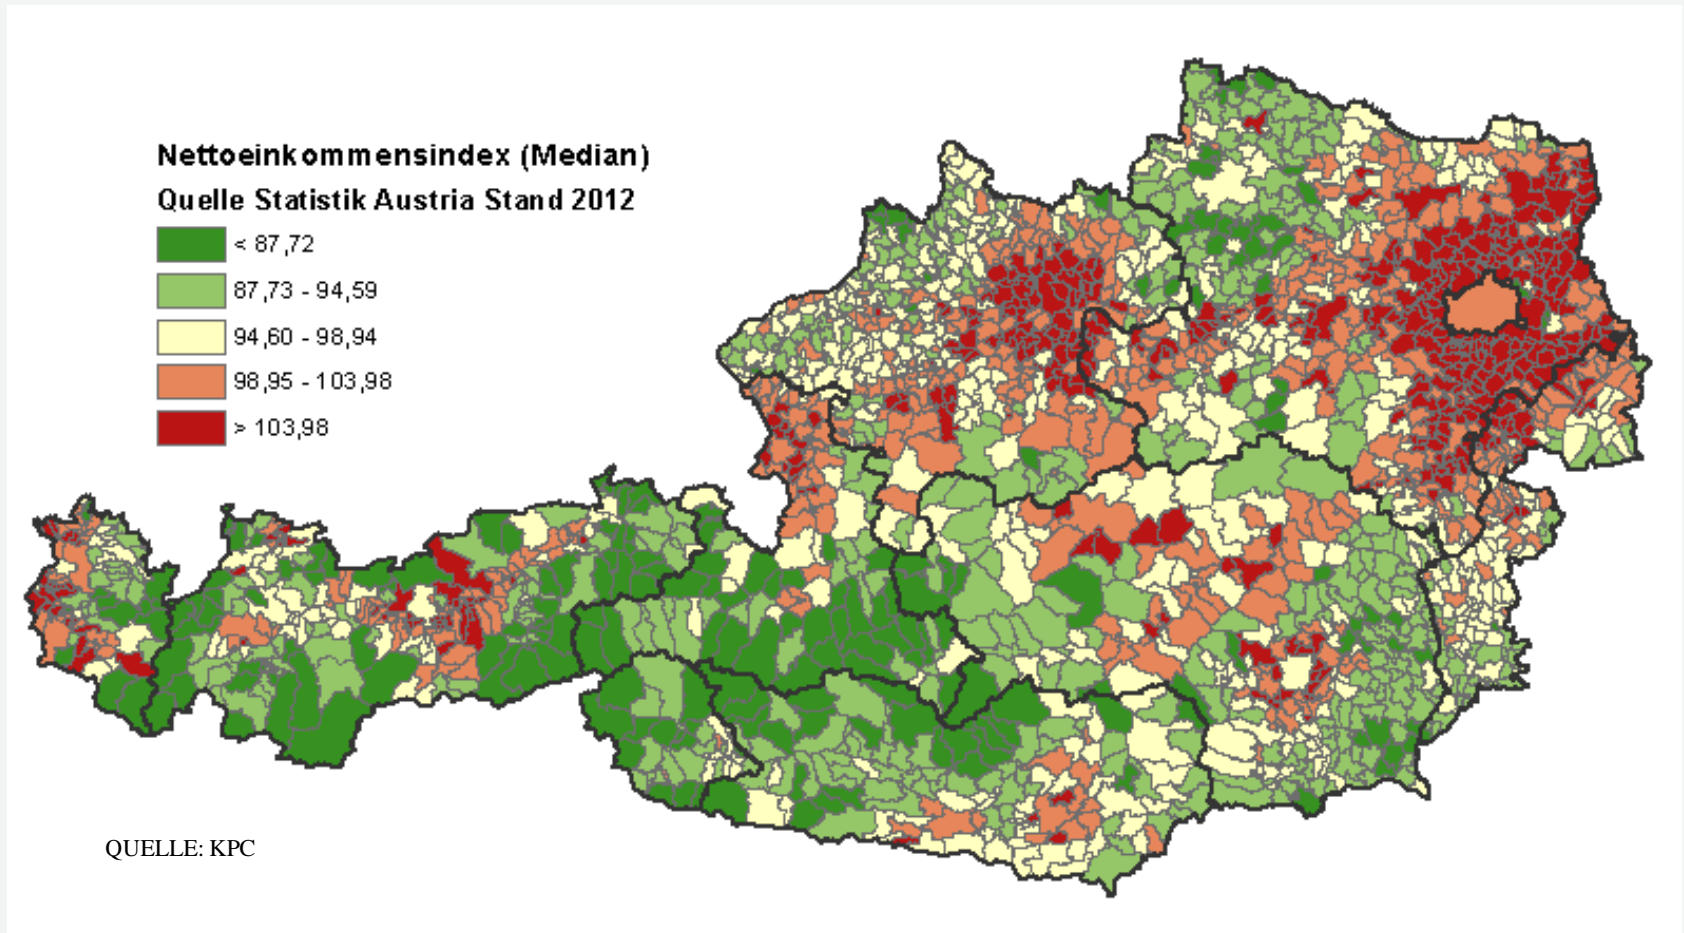 Nettoeinkommensindex (Median)
Quelle Statistik Austria Stand 2012
< 87,72
87,73 - 94,59
94,60 - 98,94
98,95 - 103,98
> 103,98
QUELLE: KPC